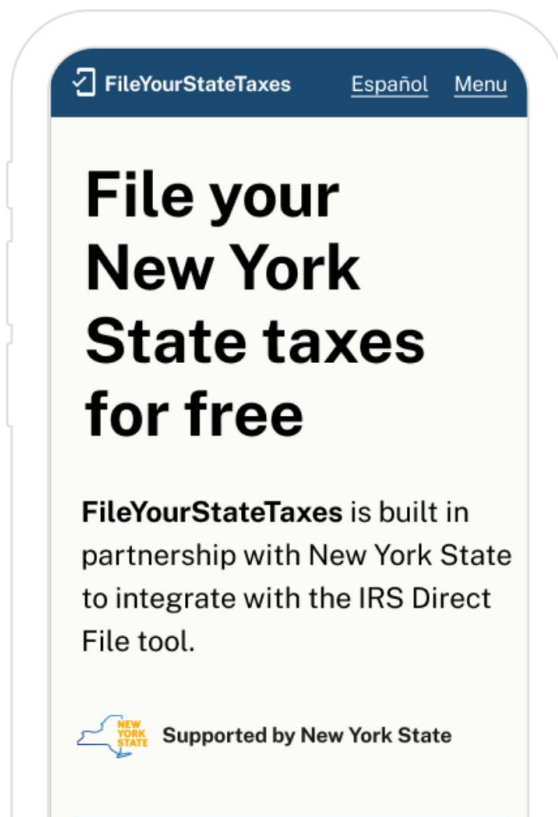 FileYourStateTaxes Español Menu
File your
New York
State taxes
for free
FileYourStateTaxes is built in
partnership with New York State
to integrate with the IRS Direct
File tool.
NEW
YORK
STATE
Supported by New York State